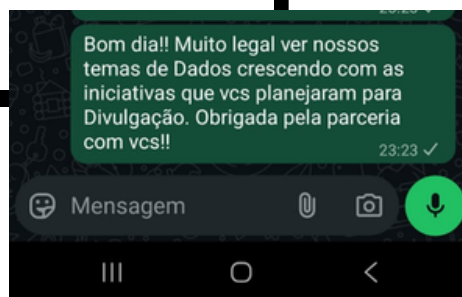 Bom dia!! Muito legal ver nossos
temas de Dados crescendo com as
iniciativas que vcs planejaram para
Divulgação. Obrigada pela parceria
com vcs!!
23:23
Mensagem